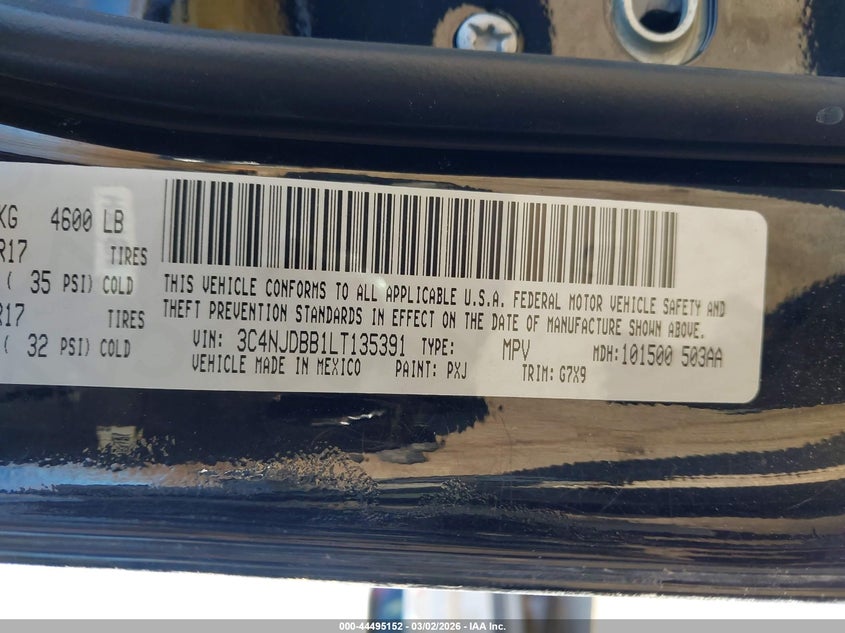 KG 4600 LB
R17 TIRES
( 35 PSI) COLD
R17 TIRES
( 32 PSI) COLD
THIS VEHICLE CONFORMS TO ALL APPLICABLE U.S.A. FEDERAL MOTOR VEHICLE SAFETY AND
THEFT PREVENTION STANDARDS IN EFFECT ON THE DATE OF MANUFACTURE SHOWN ABOVE.
VIN: 3C4NJDBB1LT135391 TYPE: MPV MDH:101500 503AA
VEHICLE MADE IN MEXICO PAINT: PXJ TRIM: G7X9
000-44495152 | 03/02/2026 - IAA Inc.